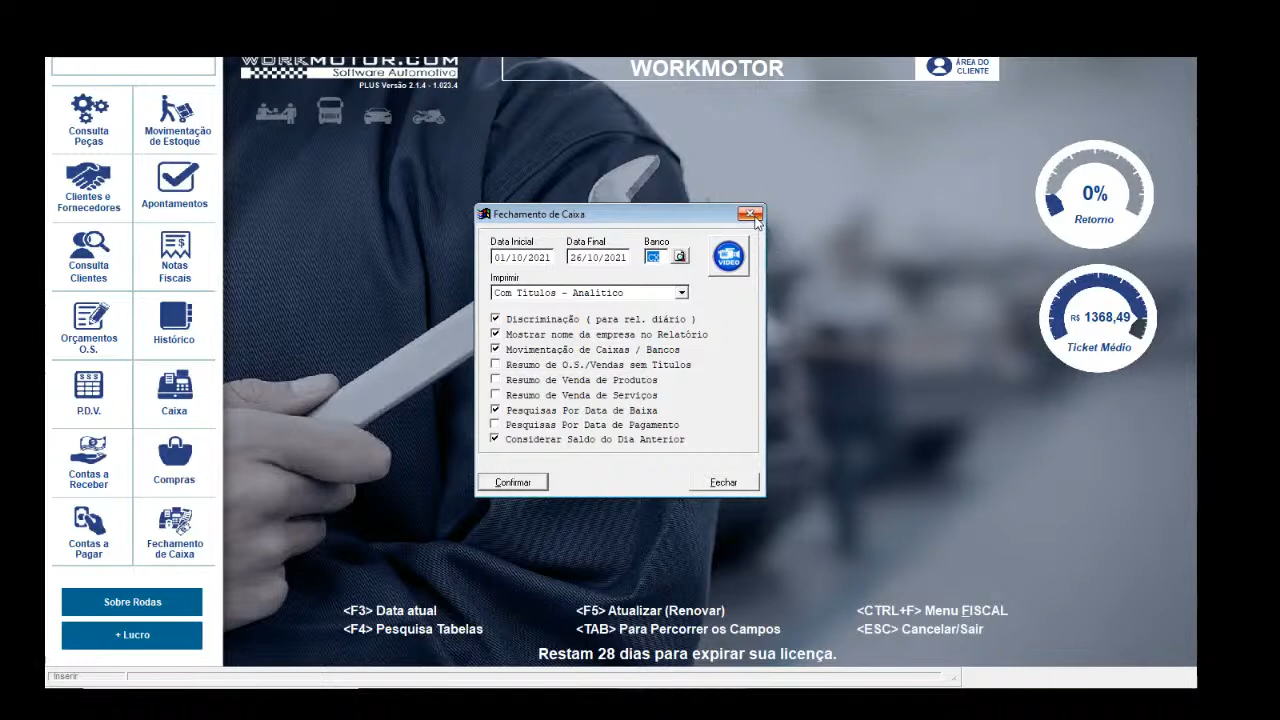 WORKMOTOR.COM
Software Automotivo
PLUS Versão 2.1.4 - 1.023.4
WORKMOTOR
ÁREA DO
CLIENTE
Consulta
Peças
Movimentação
de Estoque
Clientes e
Fornecedores
Apontamentos
Consulta
Clientes
Notas
Fiscais
Orçamentos
O.S.
Histórico
P.D.V.
Caixa
Contas a
Receber
Compras
Contas a
Pagar
Fechamento
de Caixa
Sobre Rodas
+ Lucro
Fechamento de Caixa
Data Inicial
Data Final
Banco
01/10/2021
26/10/2021
CX
VIDEO
Imprimir
Com Titulos - Analitico
Discriminação ( para rel. diário )
Mostrar nome da empresa no Relatório
Movimentação de Caixas / Bancos
Resumo de O.S./Vendas sem Titulos
Resumo de Venda de Produtos
Resumo de Venda de Serviços
Pesquisas Por Data de Baixa
Pesquisas Por Data de Pagamento
Considerar Saldo do Dia Anterior
Confirmar
Fechar
0%
Retorno
R$ 1368,49
Ticket Médio
<F3> Data atual
<F5> Atualizar (Renovar)
<CTRL+F> Menu FISCAL
<F4> Pesquisa Tabelas
<TAB> Para Percorrer os Campos
<ESC> Cancelar/Sair
Restam 28 dias para expirar sua licença.
Inserir